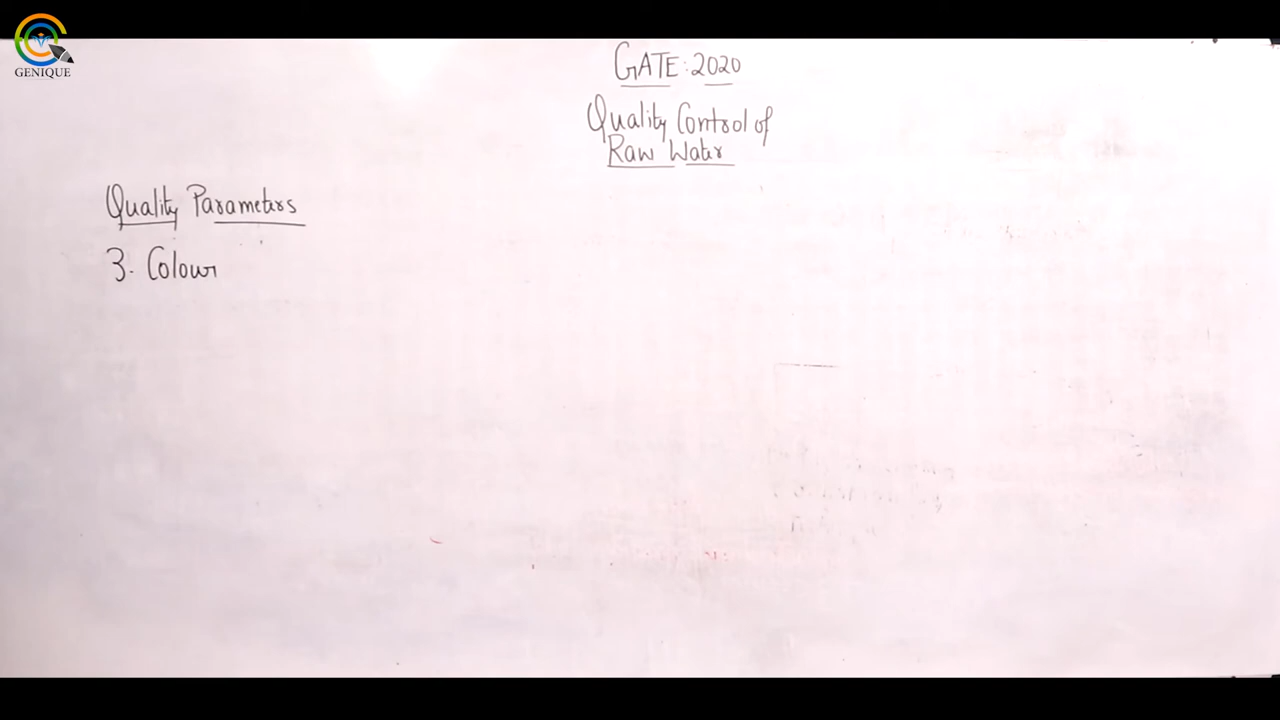 GENIQUE
GATE: 2020
Quality Control of
Raw Water
Quality Parameters
3. Colour